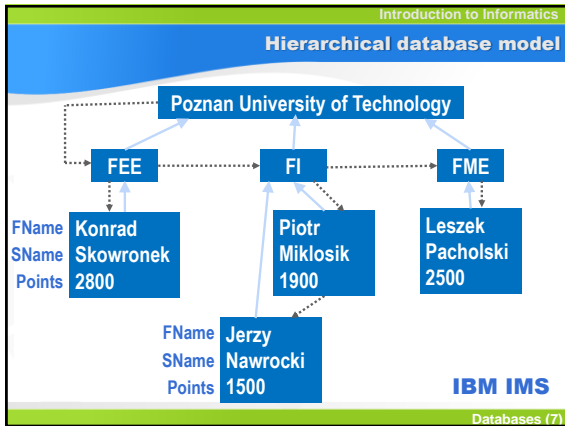 Introduction to Informatics
Hierarchical database model
Poznan University of Technology
FEE
FI
FME
FName Konrad
SName Skowronek
Points 2800
Piotr
Miklosik
1900
Leszek
Pacholski
2500
FName Jerzy
SName Nawrocki
Points 1500
IBM IMS
Databases (7)